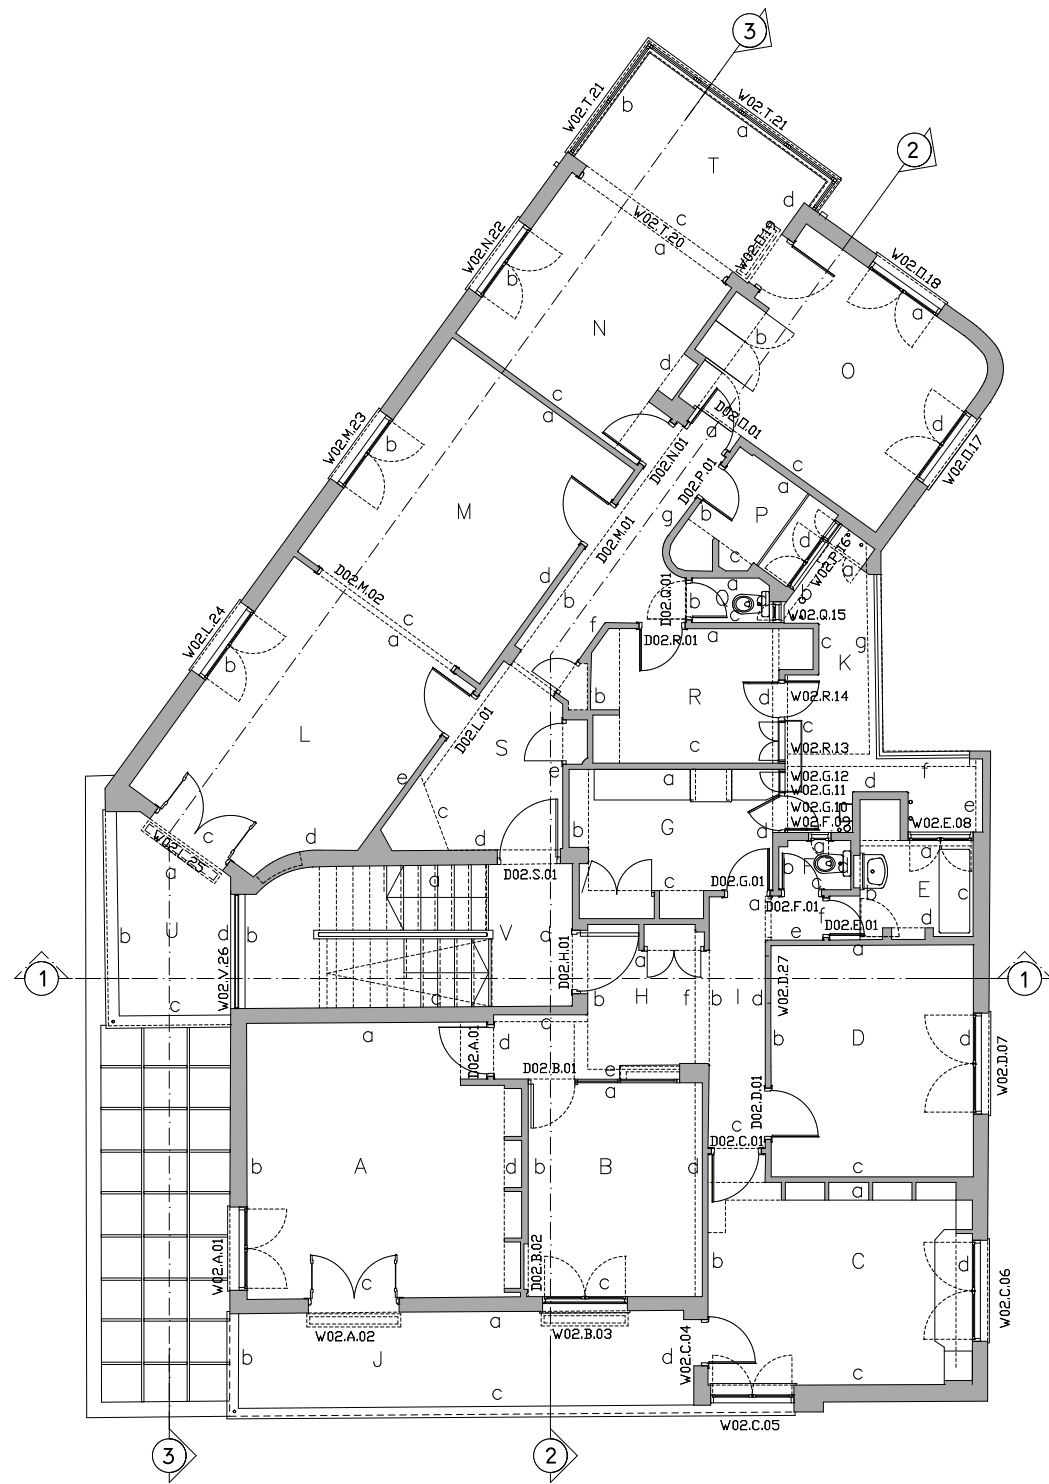 3
W02.T.21
W02.T.21
b
a
2
T
d
c
W02.T.20
a
W02.O.19
W02.N.22
b
W02.O.18
a
N
b
O
d
c
a
d
W02.O.17
D02.O.01
a
c
W02.M.23
b
D02.N.01
D02.P.01
a
M
g
b
P
d
W02.P.16
c
a
b
D02.M.01
D02.M.02
d
b
c
a
D02.Q.01
a
b
Q
c
W02.Q.15
f
D02.R.01
a
c
K
g
W02.L.24
b
b
R
d
W02.R.14
L
D02.L.01
S
c
c
W02.R.13
e
c
e
a
W02.G.12
W02.G.11
W02.G.10
W02.F.09
d
f
e
d
c
W02.L.25
d
b
G
d
W02.E.08
D02.S.01
c
D02.G.01
b
F
c
a
b
E
c
d
D02.F.01
D02.E.01
f
e
a
b
U
d
c
W02.V.26
b
a
V
d
c
D02.H.01
a
b
H
f
b
I
d
W02.D.27
a
1
1
a
D02.A.01
d
c
D02.B.01
e
a
b
D
d
W02.D.07
c
D02.D.01
c
D02.C.01
b
A
d
b
B
d
c
a
W02.A.01
c
D02.B.02
c
b
C
d
W02.C.06
W02.A.02
a
W02.B.03
W02.C.04
b
J
d
c
c
W02.C.05
3
2